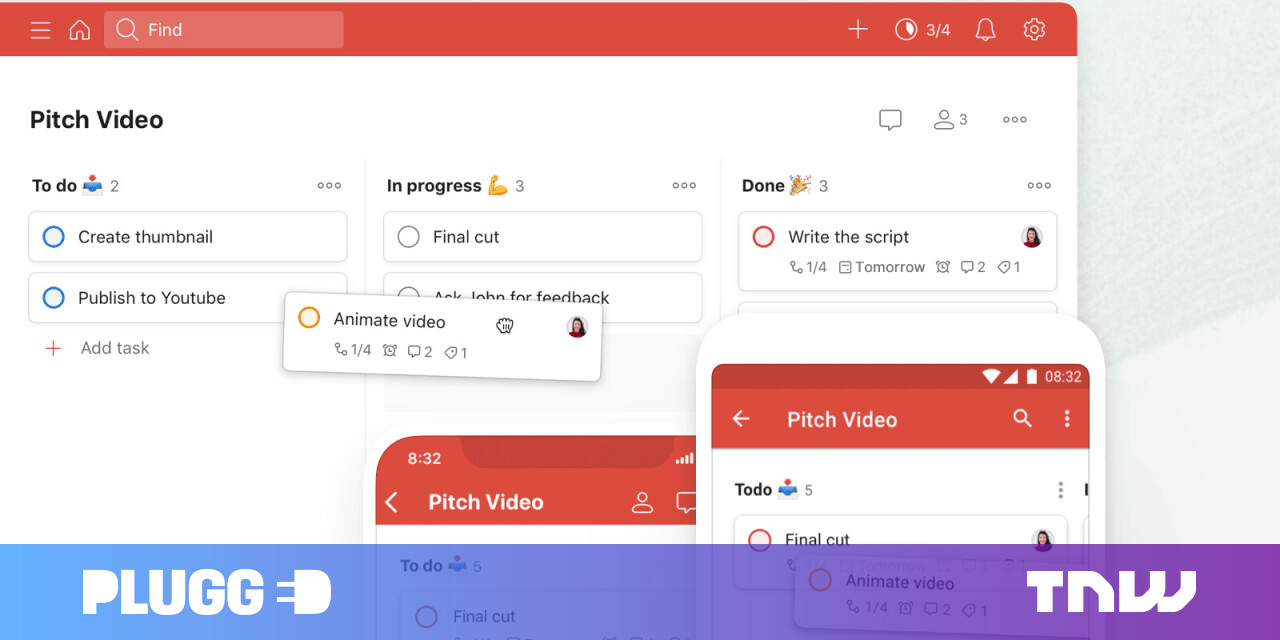 Find
3/4
Pitch Video
3
To do 2
In progress 3
Done 3
Create thumbnail
Final cut
Write the script
1/4 Tomorrow 2 1
Publish to Youtube
Ask John for feedback
Animate video
1/4 2 1
Add task
8:32
Pitch Video
To do 5
Final cut
08:32
Pitch Video
Todo 5
Final cut
Tomorrow
Animate video
1/4 2 1
PLUGGED
TNW